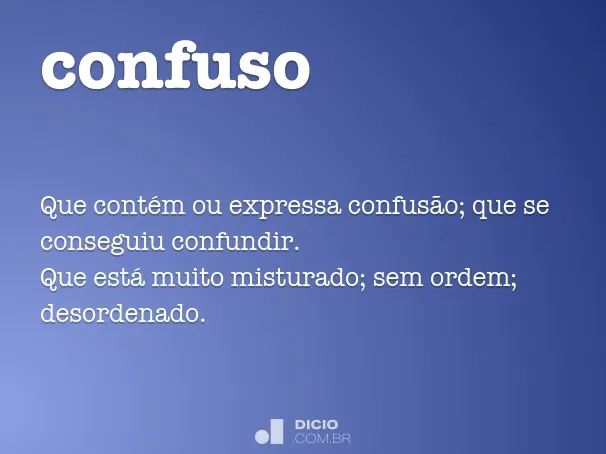 confuso
Que contém ou expressa confusão; que se
conseguiu confundir.
Que está muito misturado; sem ordem;
desordenado.
DICIO
.COM.BR